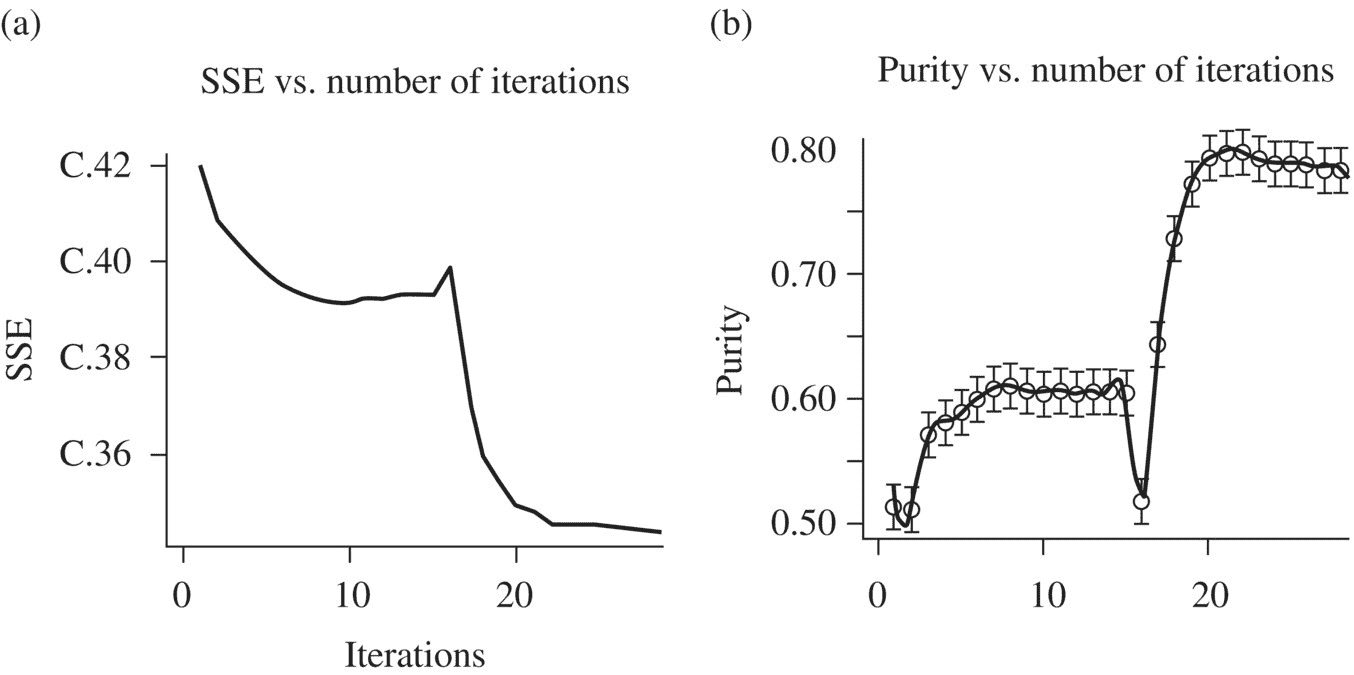 (a)
SSE vs. number of iterations
C.42
C.40
C.38
C.36
SSE
0
10
20
Iterations
(b)
Purity vs. number of iterations
0.80
0.70
0.60
0.50
Purity
0
10
20